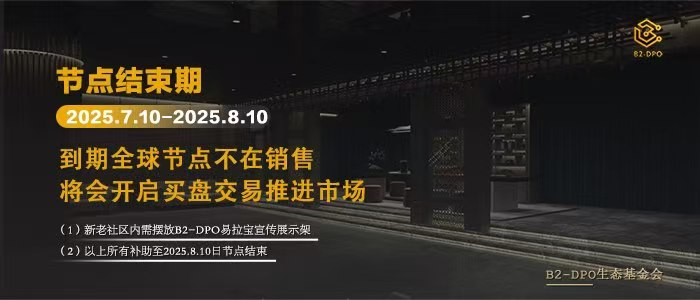 B2-DPO
节点结束期
2025.7.10-2025.8.10
到期全球节点不在销售
将会开启买盘交易推进市场
（1）新老社区内需摆放B2-DPO易拉宝宣传展示架
（2）以上所有补助至2025.8.10日节点结束
B2-DPO生态基金会